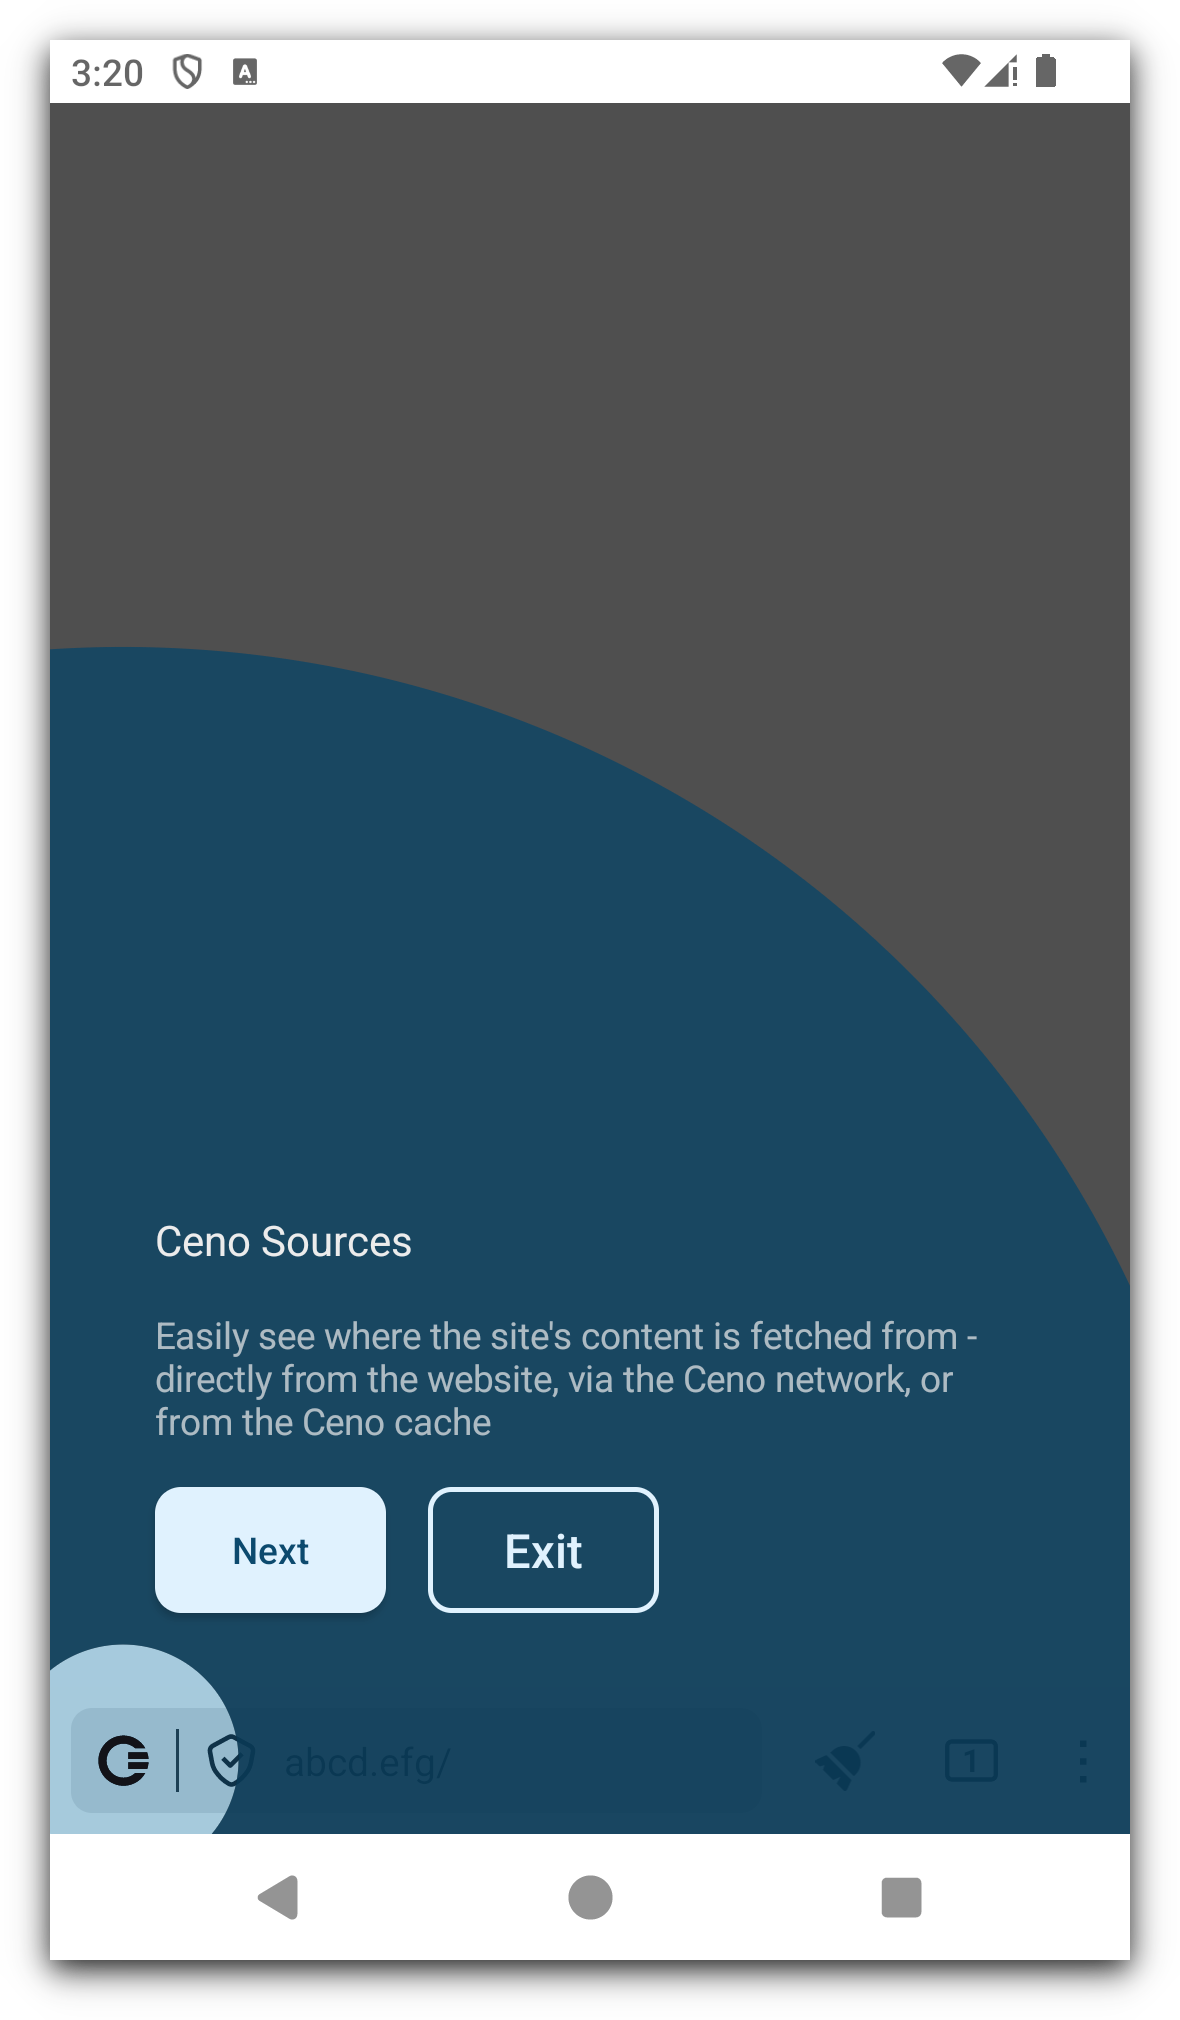 3:20
A
Ceno Sources
Easily see where the site's content is fetched from -
directly from the website, via the Ceno network, or
from the Ceno cache
Next
Exit
abcd.efg/
1